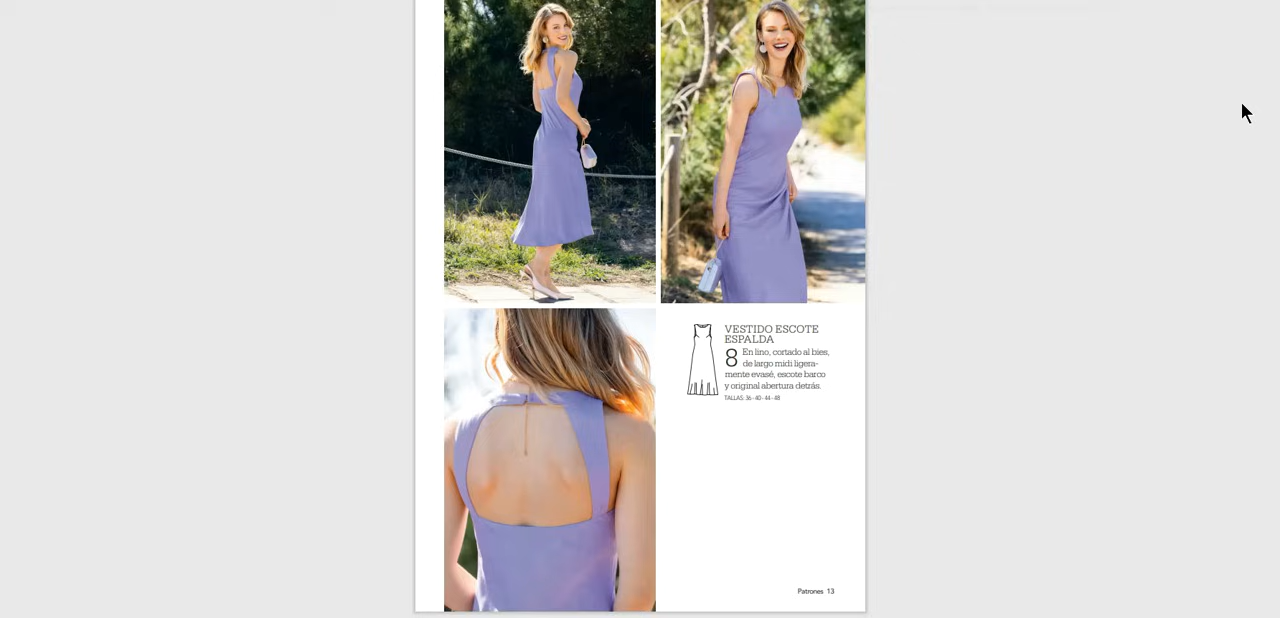 VESTIDO ESCOTE
ESPALDA
8 En lino, cortado al bies,
de largo midi ligera-
mente evasé, escote barco
y original abertura detrás.
TALLAS: 36 - 40 - 44 - 48
Patrones 13